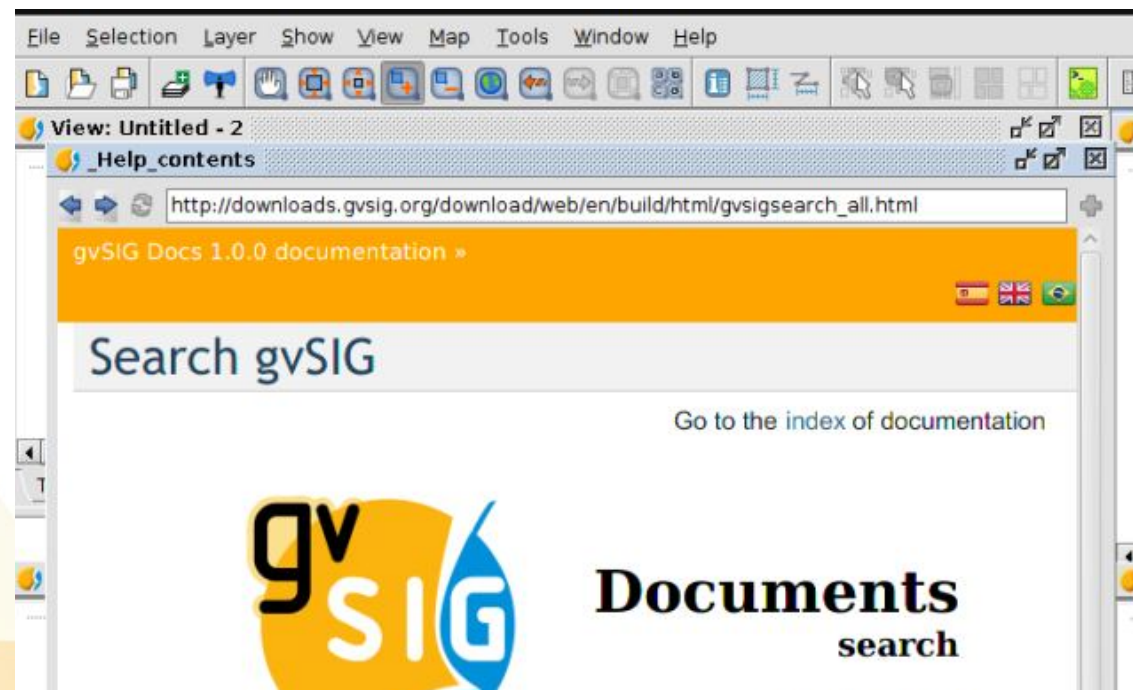 File Selection Layer Show View Map Tools Window Help
View: Untitled - 2
_Help_contents
http://downloads.gvsig.org/download/web/en/build/html/gvsigsearch_all.html
gvSIG Docs 1.0.0 documentation »
Search gvSIG
Go to the index of documentation
T
gv
SIG
Documents
search